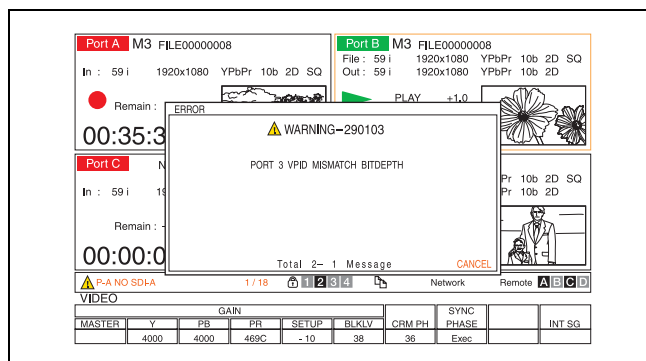 Port A M3 FILE00000008
In : 59 i 1920x1080 YPbPr 10b 2D SQ
Remain :
00:35:3
Port B M3 FILE00000008
File : 59 i 1920x1080 YPbPr 10b 2D SQ
Out : 59 i 1920x1080 YPbPr 10b 2D
PLAY +1.0
ERROR
WARNING-290103
PORT 3 VPID MISMATCH BITDEPTH
Total 2- 1 Message
CANCEL
Port C N
In : 59 i 19
Remain : -
00:00:0
Pr 10b 2D SQ
Pr 10b 2D
P-A NO SDI-A 1 / 18 1 2 3 4 Network Remote A B C D
VIDEO
GAIN SYNC
MASTER Y PB PR SETUP BLKLV CRM PH PHASE INT SG
4000 4000 469C - 10 38 36 Exec